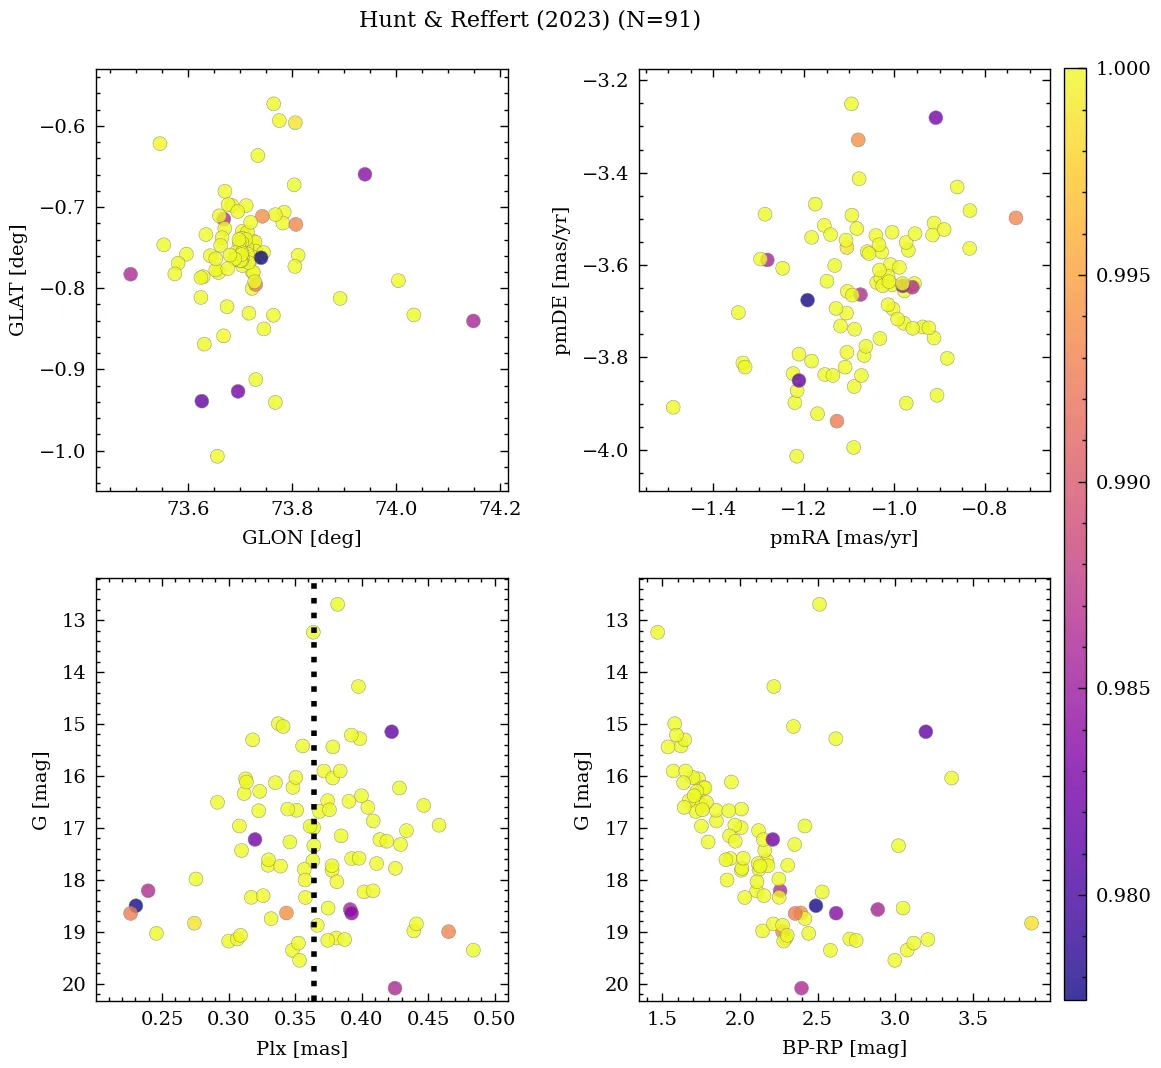 Hunt & Reffert (2023) (N=91)
−0.6
−0.7
−0.8
−0.9
−1.0
GLAT [deg]
73.6 73.8 74.0 74.2
GLON [deg]
−3.2
−3.4
−3.6
−3.8
−4.0
pmDE [mas/yr]
−1.4 −1.2 −1.0 −0.8
pmRA [mas/yr]
1.000
0.995
0.990
0.985
0.980
13
14
15
16
17
18
19
20
G [mag]
0.25 0.30 0.35 0.40 0.45 0.50
Plx [mas]
13
14
15
16
17
18
19
20
G [mag]
1.5 2.0 2.5 3.0 3.5
BP-RP [mag]